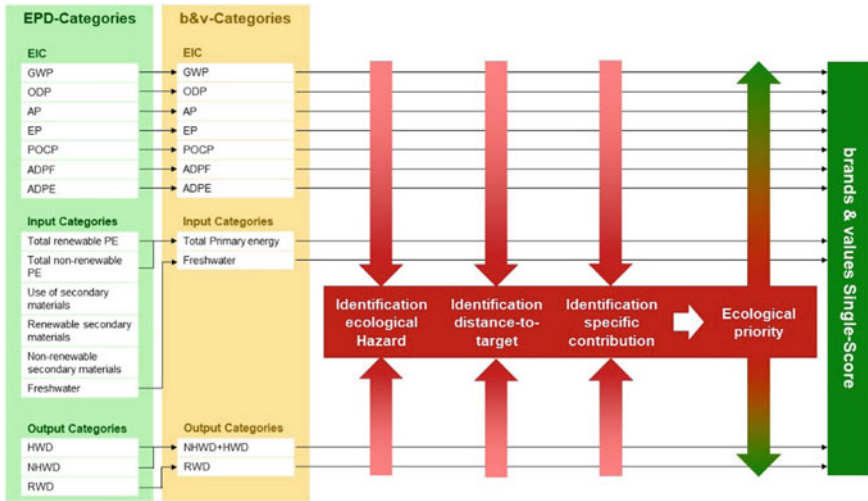 EPD-Categories
EIC
GWP
ODP
AP
EP
POCP
ADPF
ADPE
Input Categories
Total renewable PE
Total non-renewable
PE
Use of secondary
materials
Renewable secondary
materials
Non-renewable
secondary materials
Freshwater
Output Categories
HWD
NHWD
RWD
b&v-Categories
EIC
GWP
ODP
AP
EP
POCP
ADPF
ADPE
Input Categories
Total Primary energy
Freshwater
Output Categories
NHWD+HWD
RWD
Identification
ecological
Hazard
Identification
distance-to-
target
Identification
specific
contribution
Ecological
priority
brands & values Single-Score